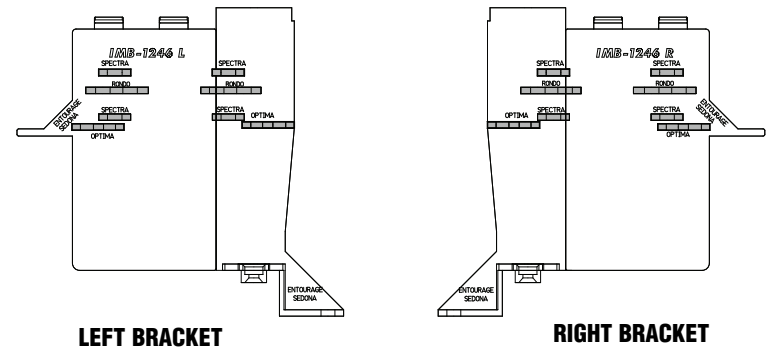 IMB-1246 L
SPECTRA
SPECTRA
RONDO
RONDO
SPECTRA
SPECTRA
OPTIMA
OPTIMA
ENTOURAGE
SEDONA
ENTOURAGE
SEDONA
LEFT BRACKET
IMB-1246 R
SPECTRA
SPECTRA
RONDO
RONDO
SPECTRA
SPECTRA
OPTIMA
OPTIMA
ENTOURAGE
SEDONA
ENTOURAGE
SEDONA
RIGHT BRACKET